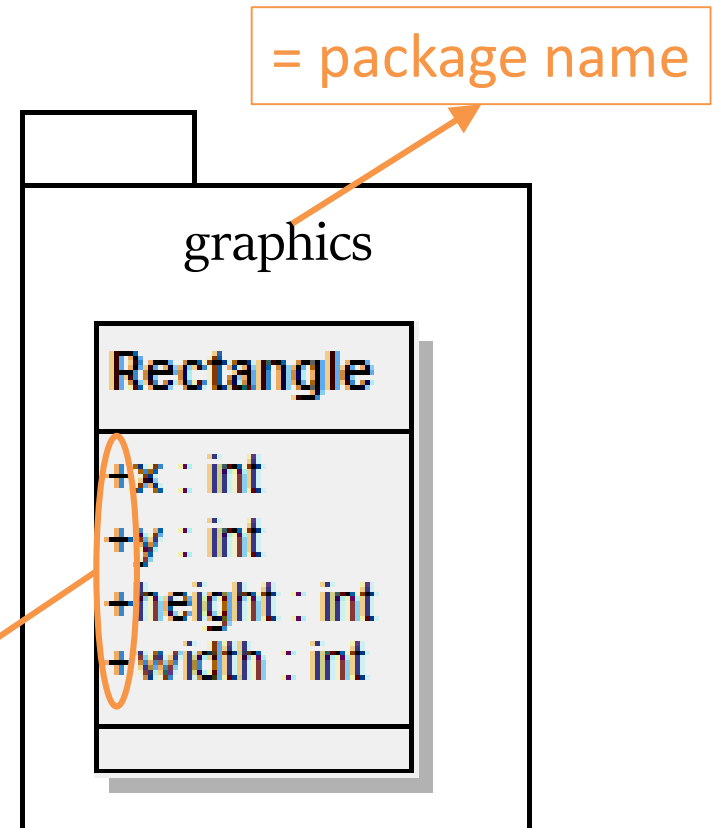 = package name
graphics
Rectangle
+x : int
+y : int
+height : int
+width : int